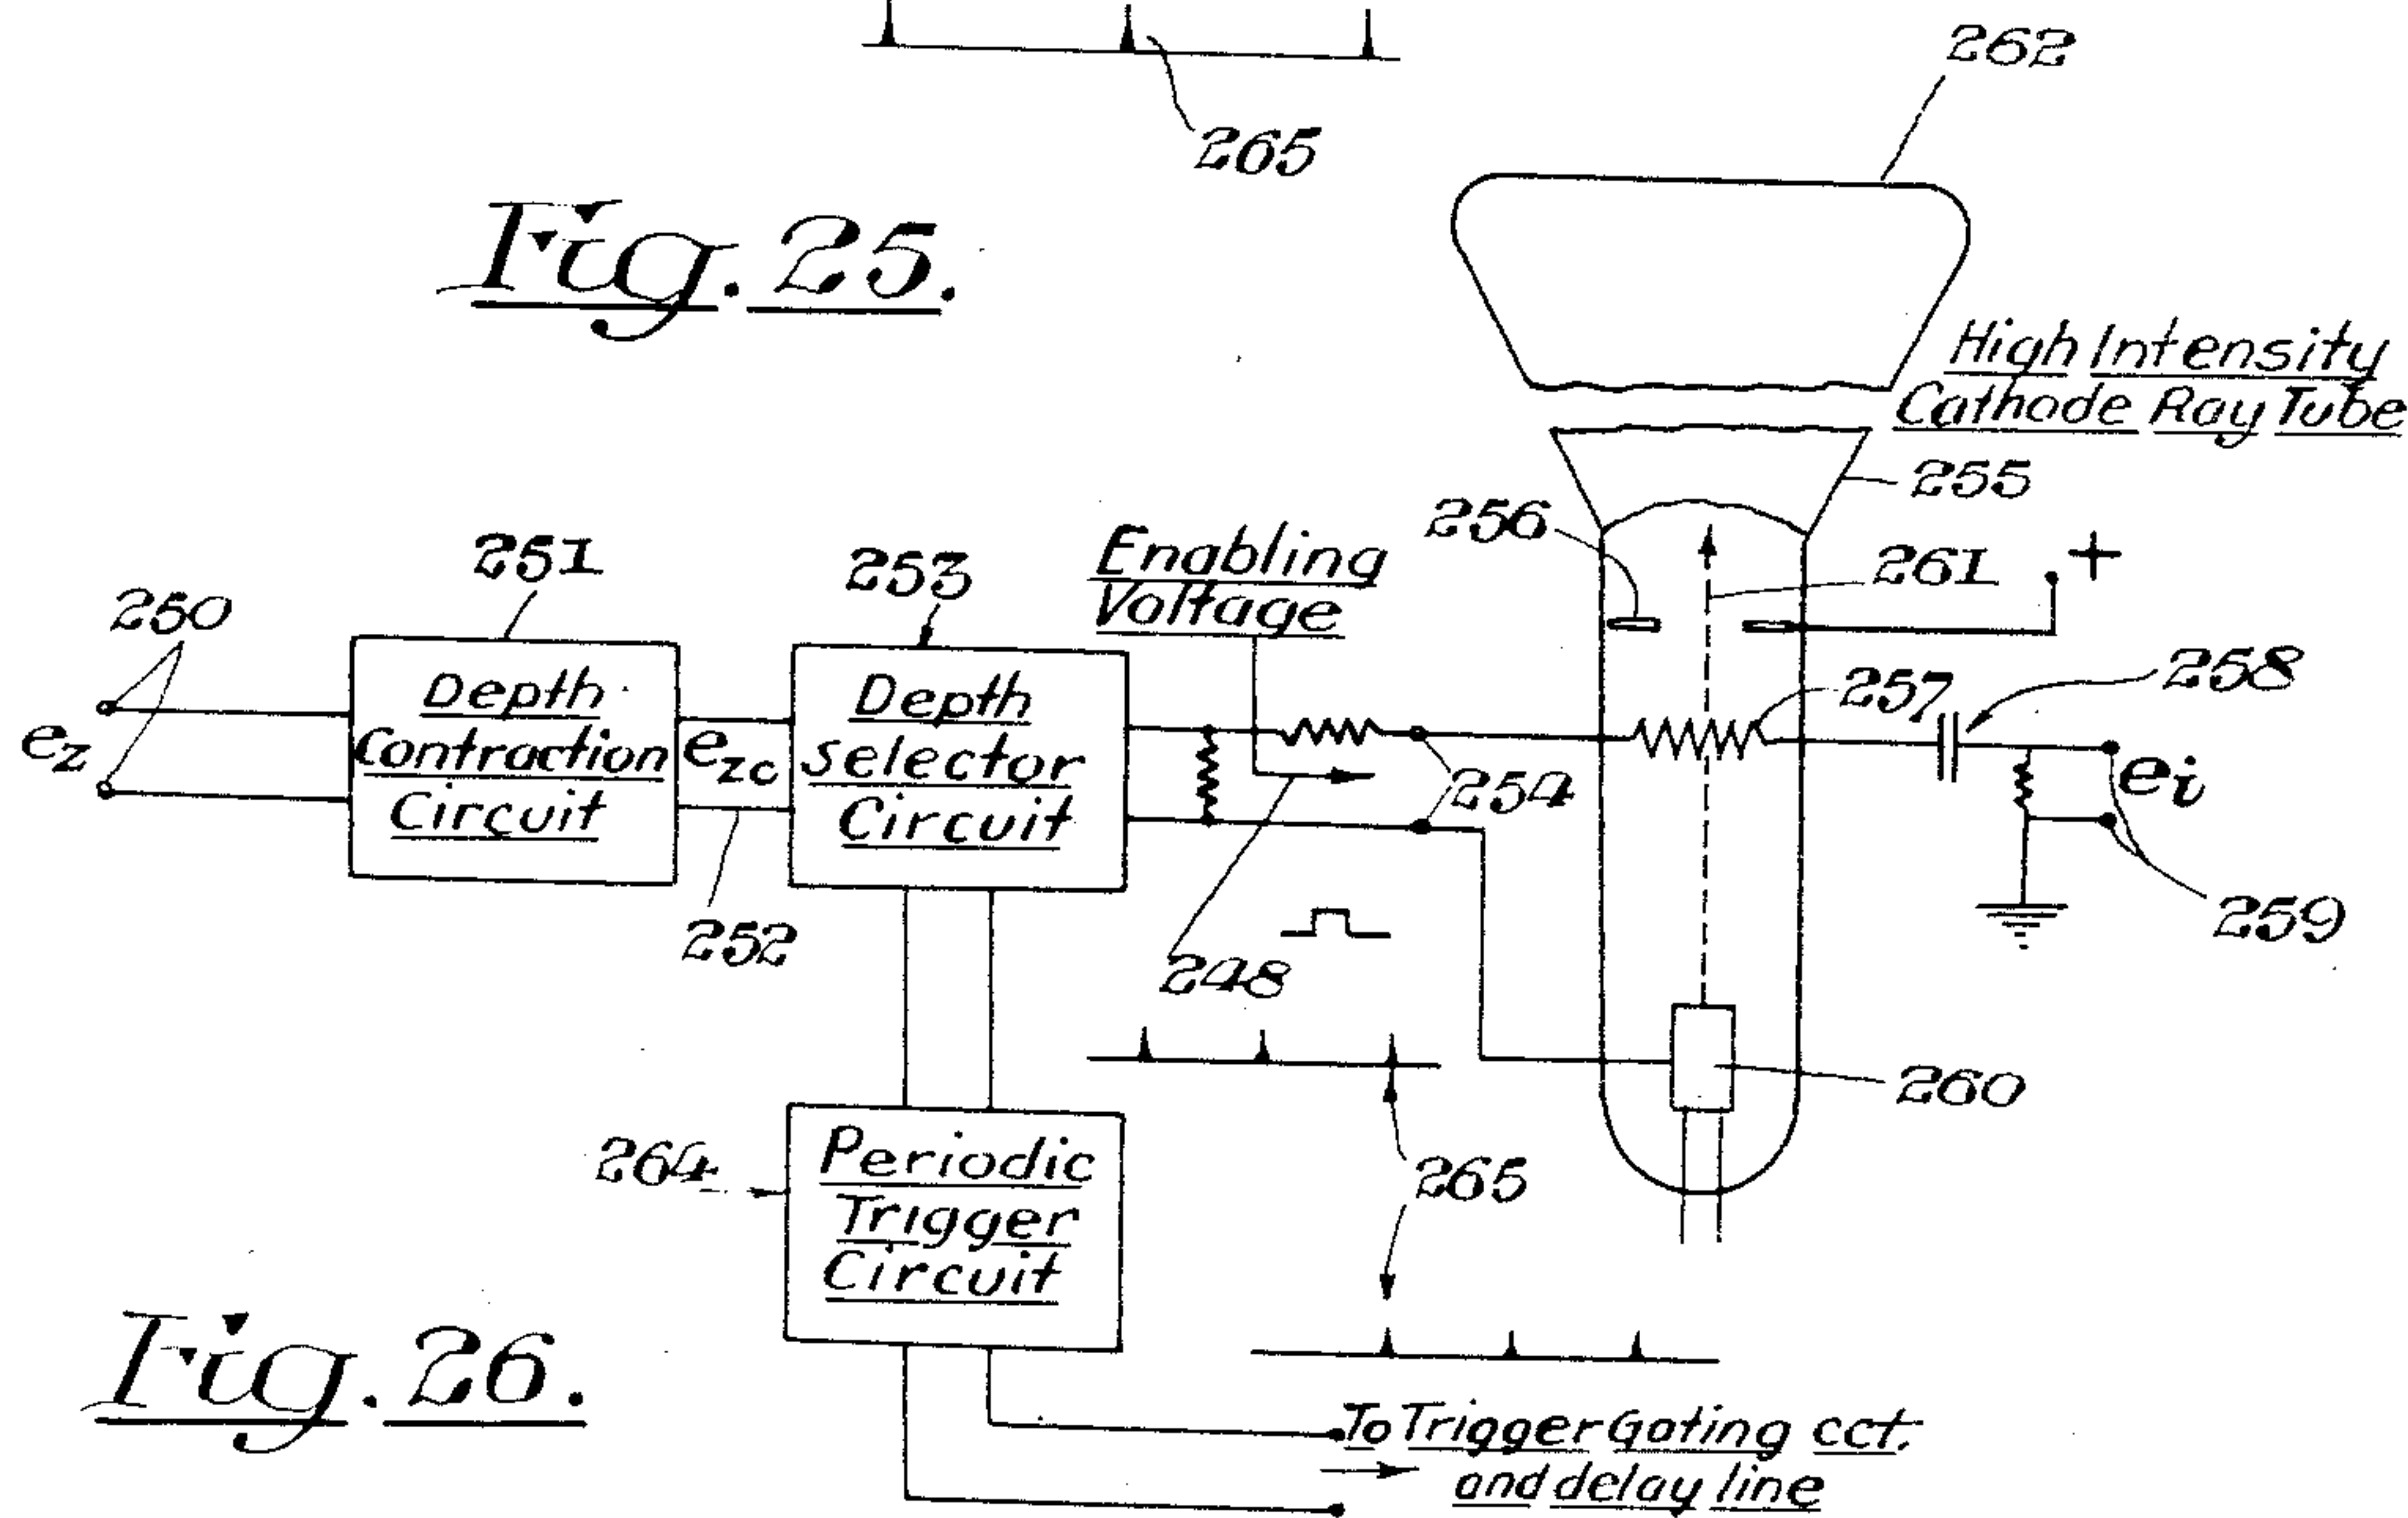 265
262
Fig. 25.
High Intensity
Cathode Ray Tube
255
256
251
253
Enabling
Voltage
261
+
250
258
257
Depth
Contraction
Circuit
Depth
Selector
Circuit
ez
ezc
254
ei
252
248
259
260
264
Periodic
Trigger
Circuit
265
Fig. 26.
To Trigger Gating cct.
and delay line